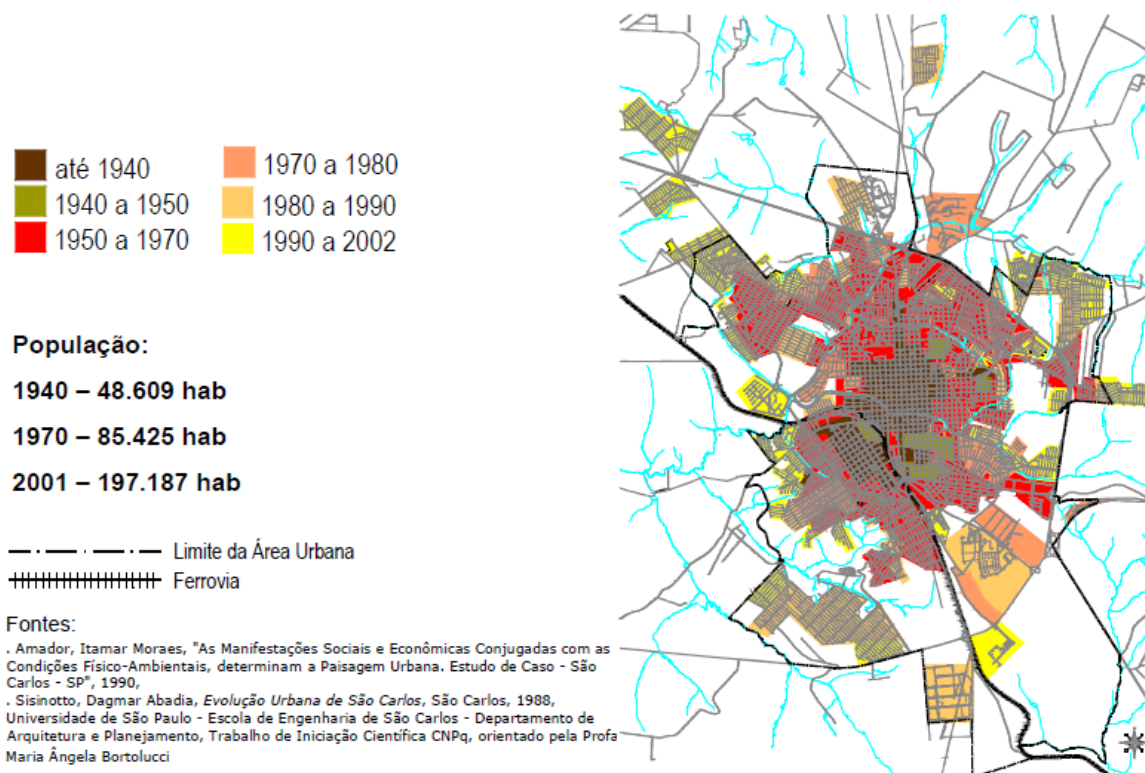 até 1940
1940 a 1950
1950 a 1970
1970 a 1980
1980 a 1990
1990 a 2002
População:
1940 – 48.609 hab
1970 – 85.425 hab
2001 – 197.187 hab
Limite da Área Urbana
Ferrovia
Fontes:
. Amador, Itamar Moraes, "As Manifestações Sociais e Econômicas Conjugadas com as
Condições Físico-Ambientais, determinam a Paisagem Urbana. Estudo de Caso - São
Carlos - SP", 1990,
. Sisinotto, Dagmar Abadia, Evolução Urbana de São Carlos, São Carlos, 1988,
Universidade de São Paulo - Escola de Engenharia de São Carlos - Departamento de
Arquitetura e Planejamento, Trabalho de Iniciação Científica CNPq, orientado pela Profa
Maria Ângela Bortolucci